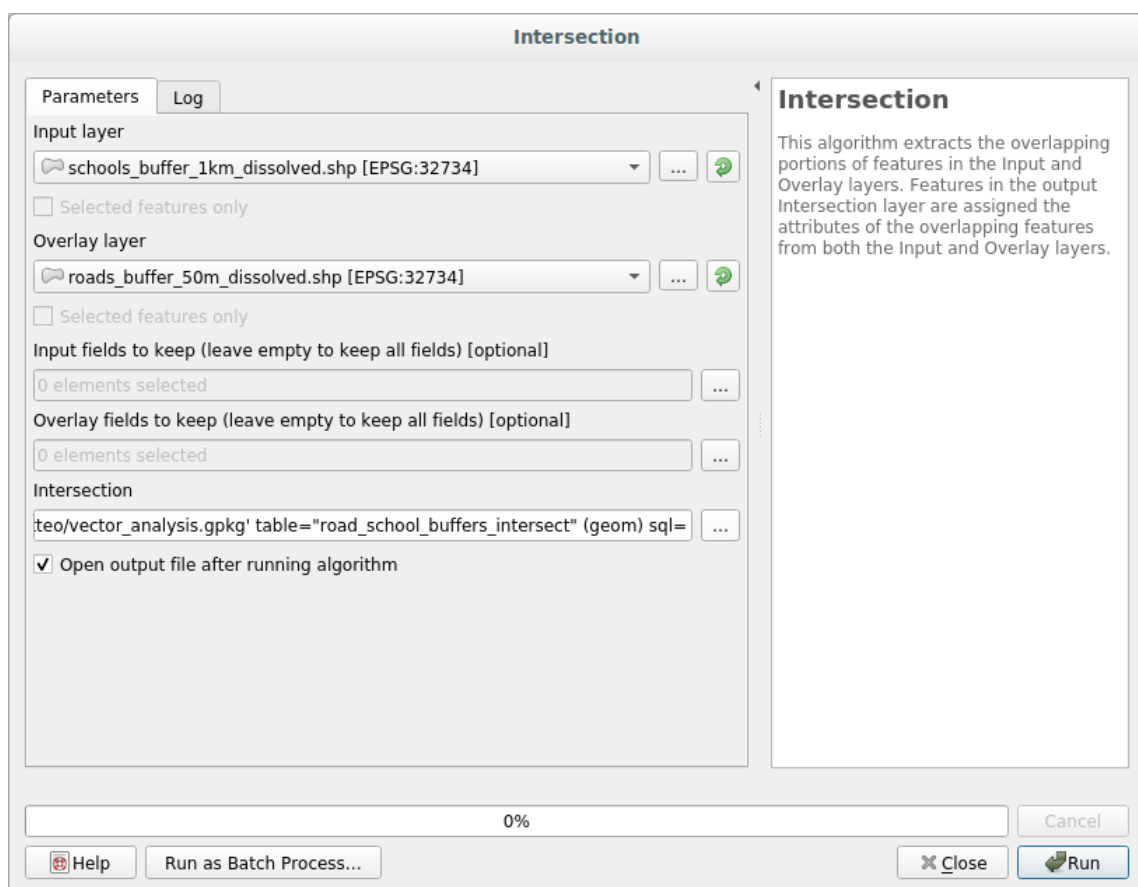 Intersection
Parameters
Log
Input layer
schools_buffer_1km_dissolved.shp [EPSG:32734]
...
Selected features only
Overlay layer
roads_buffer_50m_dissolved.shp [EPSG:32734]
...
Selected features only
Input fields to keep (leave empty to keep all fields) [optional]
0 elements selected
...
Overlay fields to keep (leave empty to keep all fields) [optional]
0 elements selected
...
Intersection
teo/vector_analysis.gpkg' table="road_school_buffers_intersect" (geom) sql=
...
Open output file after running algorithm
Intersection
This algorithm extracts the overlapping
portions of features in the Input and
Overlay layers. Features in the output
Intersection layer are assigned the
attributes of the overlapping features
from both the Input and Overlay layers.
0%
Cancel
Help
Run as Batch Process...
Close
Run